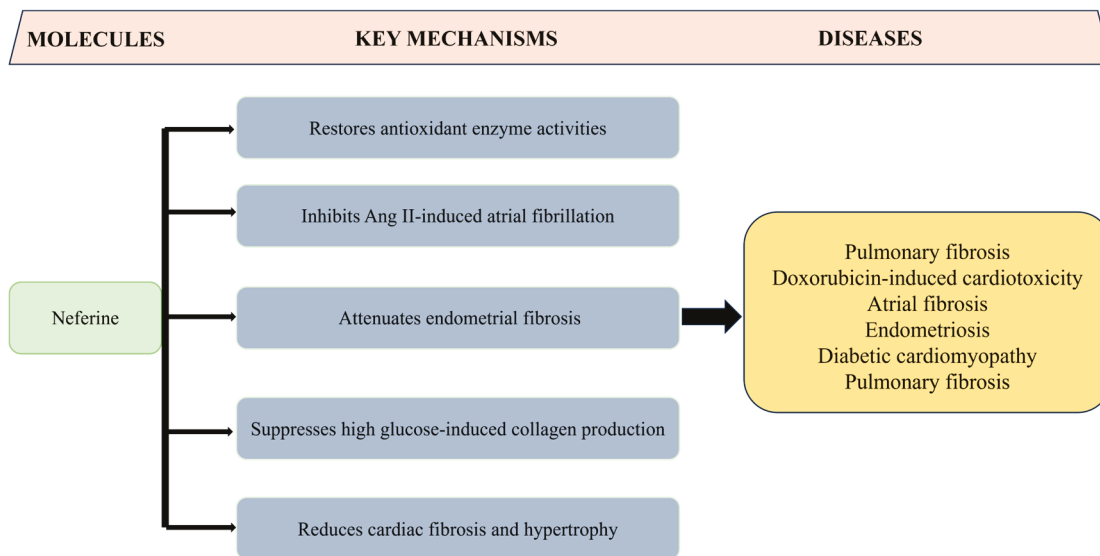 MOLECULES
KEY MECHANISMS
DISEASES
Neferine
Restores antioxidant enzyme activities
Inhibits Ang II-induced atrial fibrillation
Attenuates endometrial fibrosis
Suppresses high glucose-induced collagen production
Reduces cardiac fibrosis and hypertrophy
Pulmonary fibrosis
Doxorubicin-induced cardiotoxicity
Atrial fibrosis
Endometriosis
Diabetic cardiomyopathy
Pulmonary fibrosis